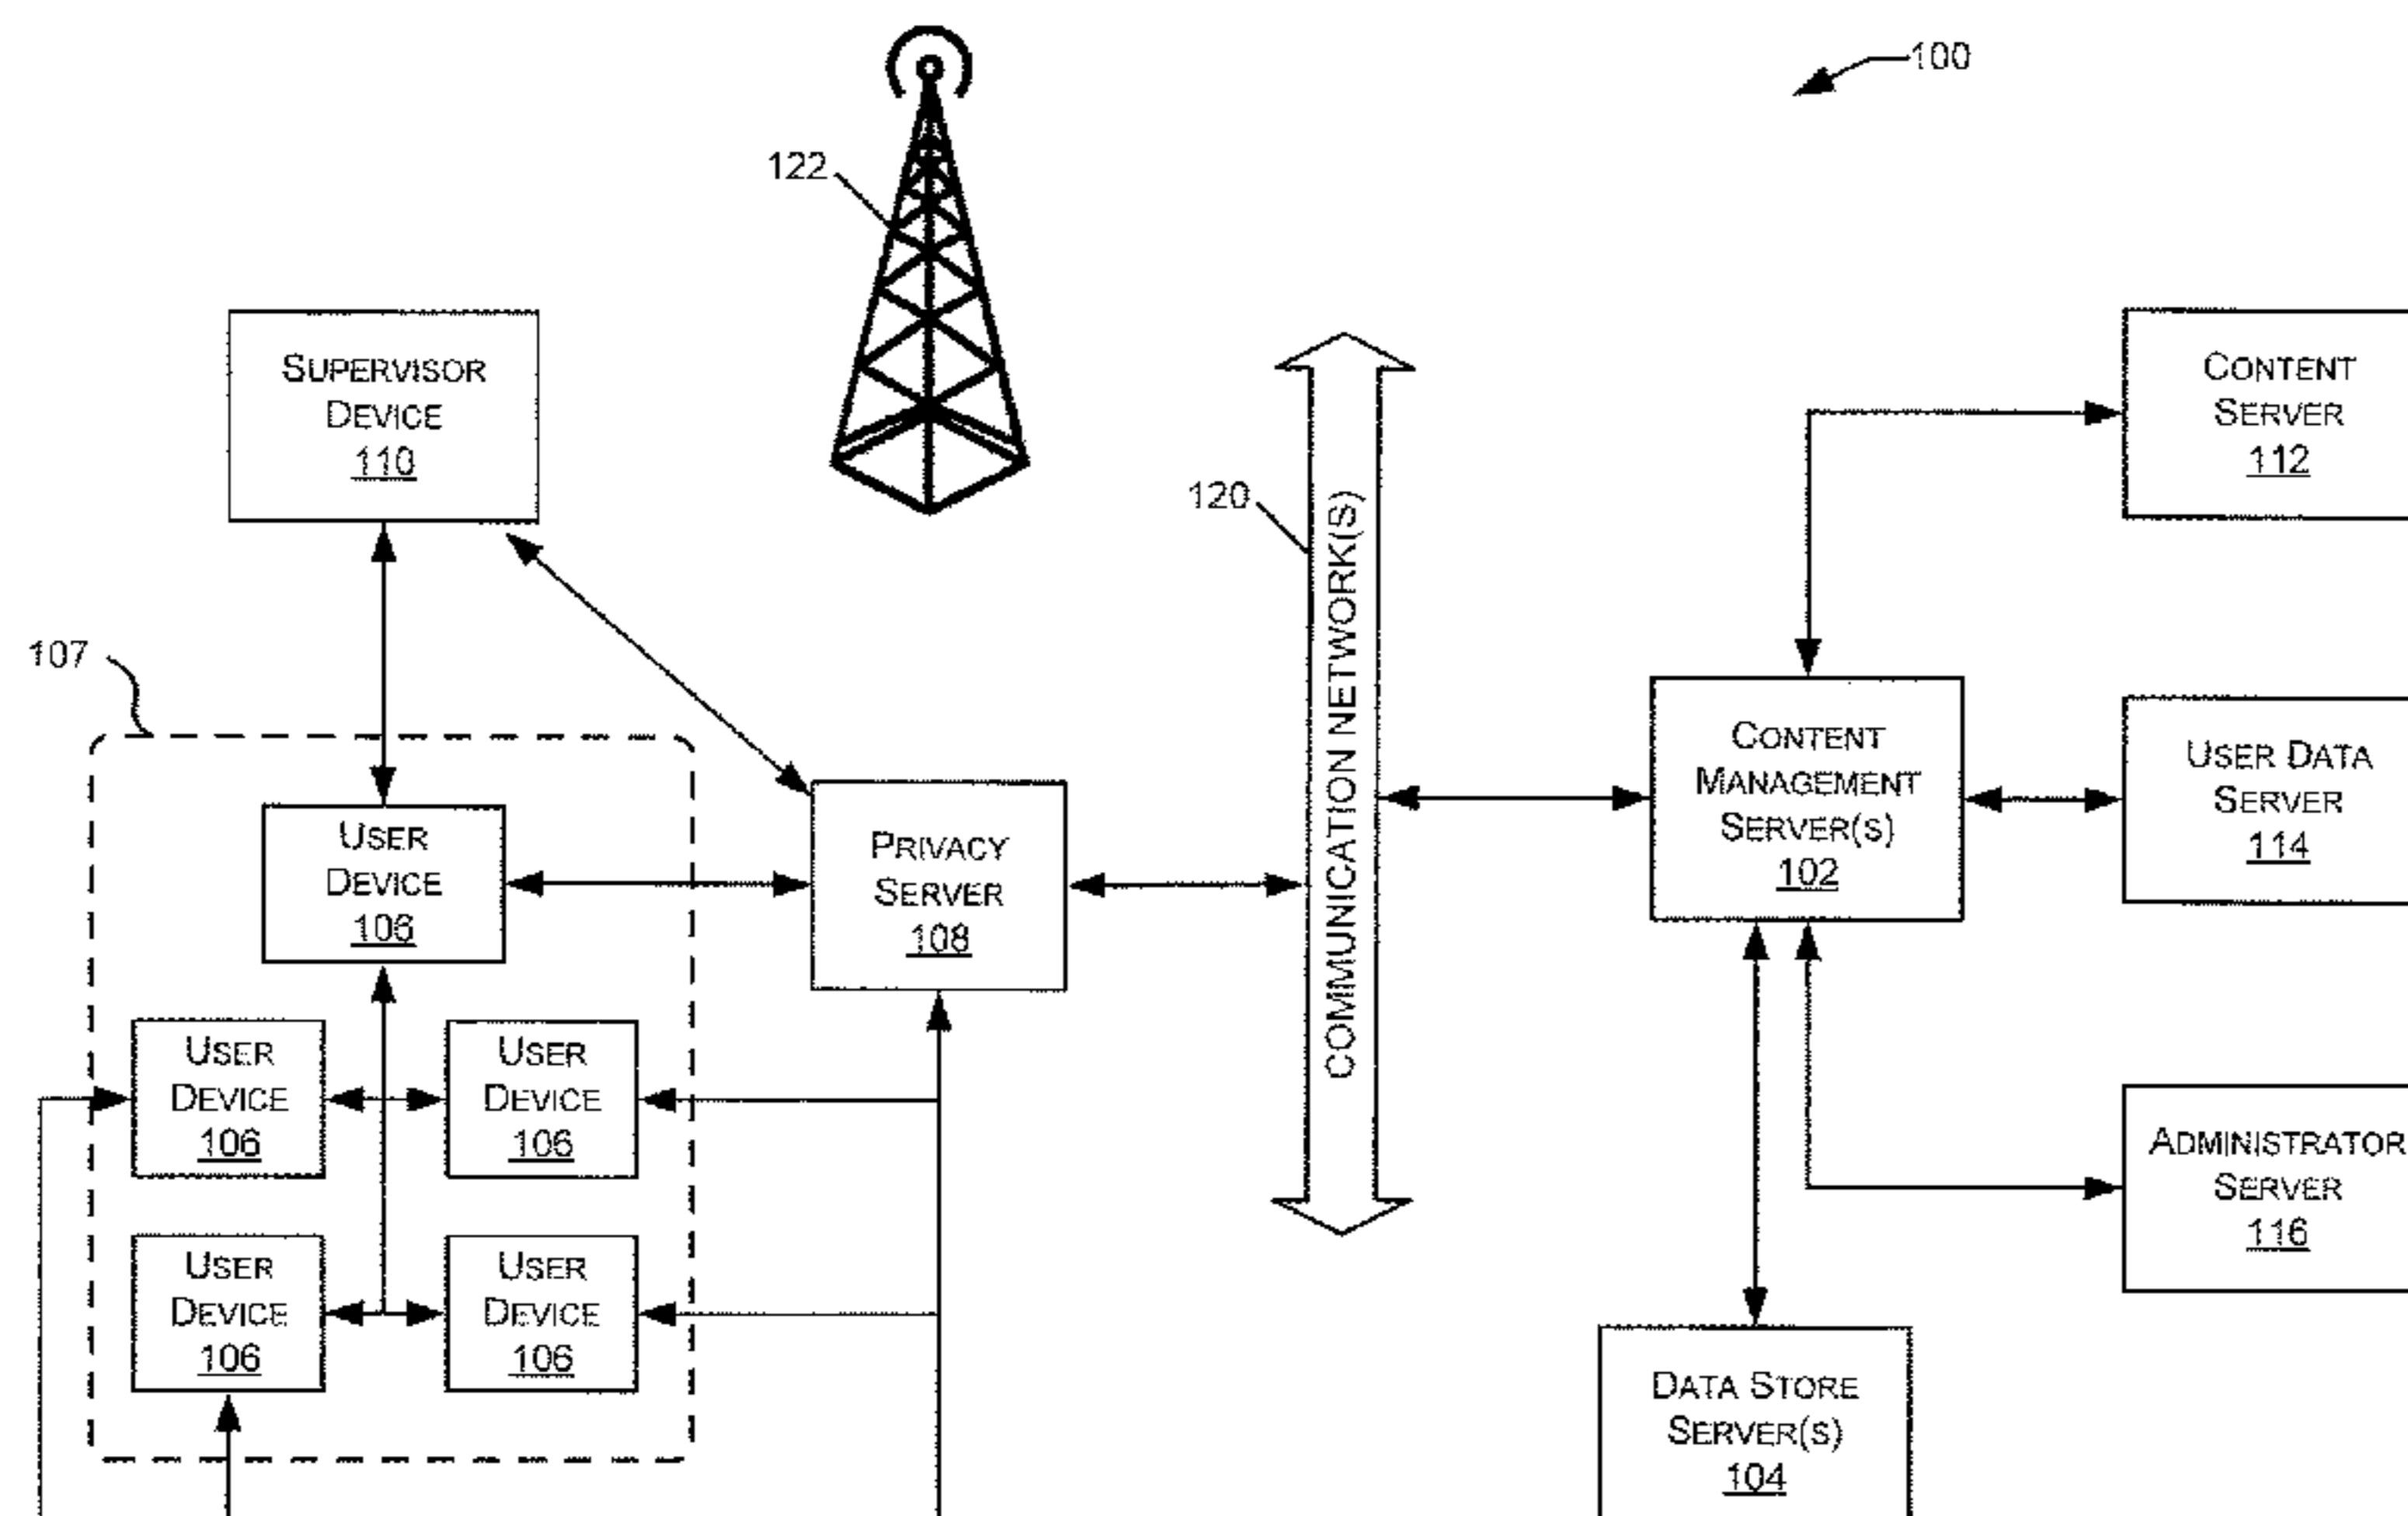 100
122
SUPERVISOR
DEVICE
110
CONTENT
SERVER
112
120
COMMUNICATION NETWORK(S)
107
CONTENT
MANAGEMENT
SERVER(S)
102
USER DATA
SERVER
114
USER
DEVICE
106
PRIVACY
SERVER
108
USER
DEVICE
106
USER
DEVICE
106
ADMINISTRATOR
SERVER
116
USER
DEVICE
106
USER
DEVICE
106
DATA STORE
SERVER(S)
104